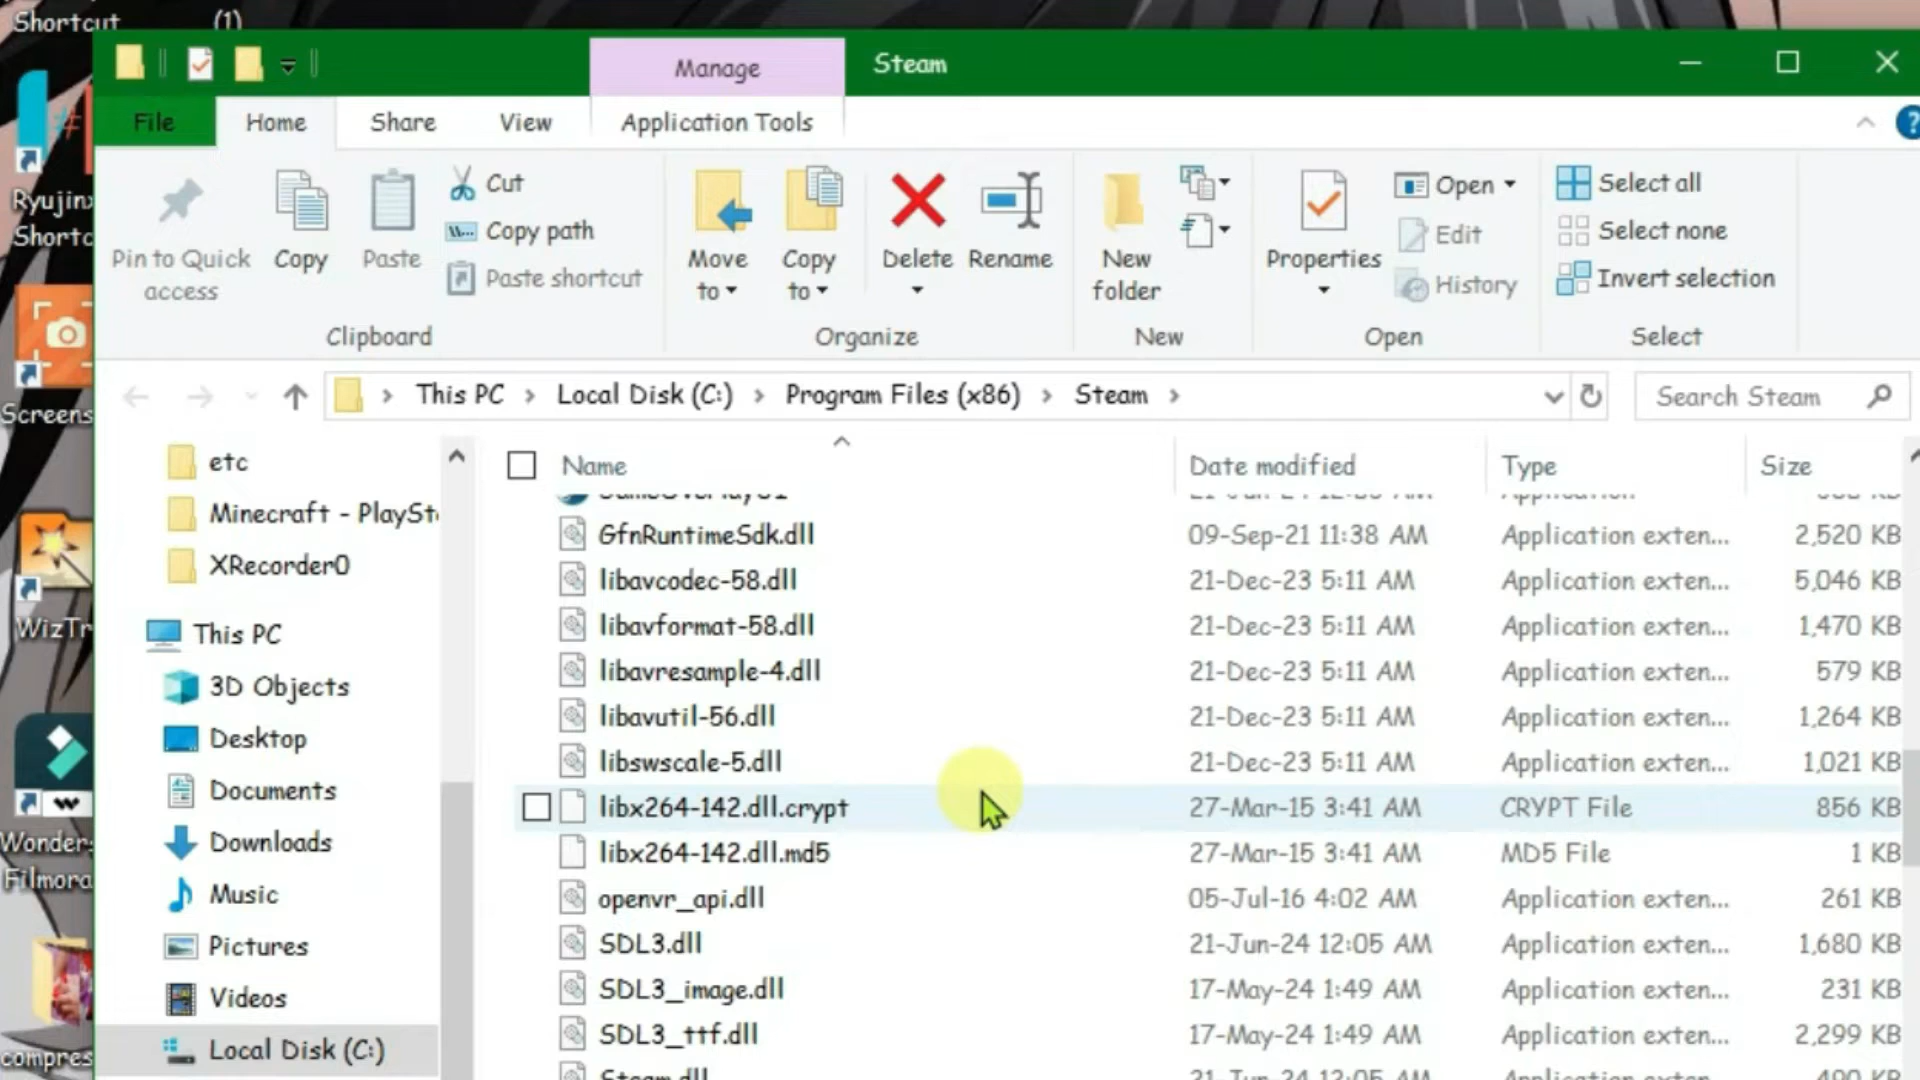 Shortcut
(1)
Manage
Steam
File
Home
Share
View
Application Tools
?
Pin to Quick
access
Copy
Paste
Cut
Copy path
Paste shortcut
Move
to
Copy
to
Delete
Rename
New
folder
Properties
Open
Edit
History
Select all
Select none
Invert selection
Clipboard
Organize
New
Open
Select
This PC
Local Disk (C:)
Program Files (x86)
Steam
Search Steam
Name
Date modified
Type
Size
GfnRuntimeSdk.dll 09-Sep-21 11:38 AM Application exten... 2,520 KB
libavcodec-58.dll 21-Dec-23 5:11 AM Application exten... 5,046 KB
libavformat-58.dll 21-Dec-23 5:11 AM Application exten... 1,470 KB
libavresample-4.dll 21-Dec-23 5:11 AM Application exten... 579 KB
libavutil-56.dll 21-Dec-23 5:11 AM Application exten... 1,264 KB
libswscale-5.dll 21-Dec-23 5:11 AM Application exten... 1,021 KB
libx264-142.dll.crypt 27-Mar-15 3:41 AM CRYPT File 856 KB
libx264-142.dll.md5 27-Mar-15 3:41 AM MD5 File 1 KB
openvr_api.dll 05-Jul-16 4:02 AM Application exten... 261 KB
SDL3.dll 21-Jun-24 12:05 AM Application exten... 1,680 KB
SDL3_image.dll 17-May-24 1:49 AM Application exten... 231 KB
SDL3_ttf.dll 17-May-24 1:49 AM Application exten... 2,299 KB
etc
Minecraft - PlaySt
XRecorder0
This PC
3D Objects
Desktop
Documents
Downloads
Music
Pictures
Videos
Local Disk (C:)
Ryujin
Shortc
Screens
WizTr
Wonder
Filmora
compres